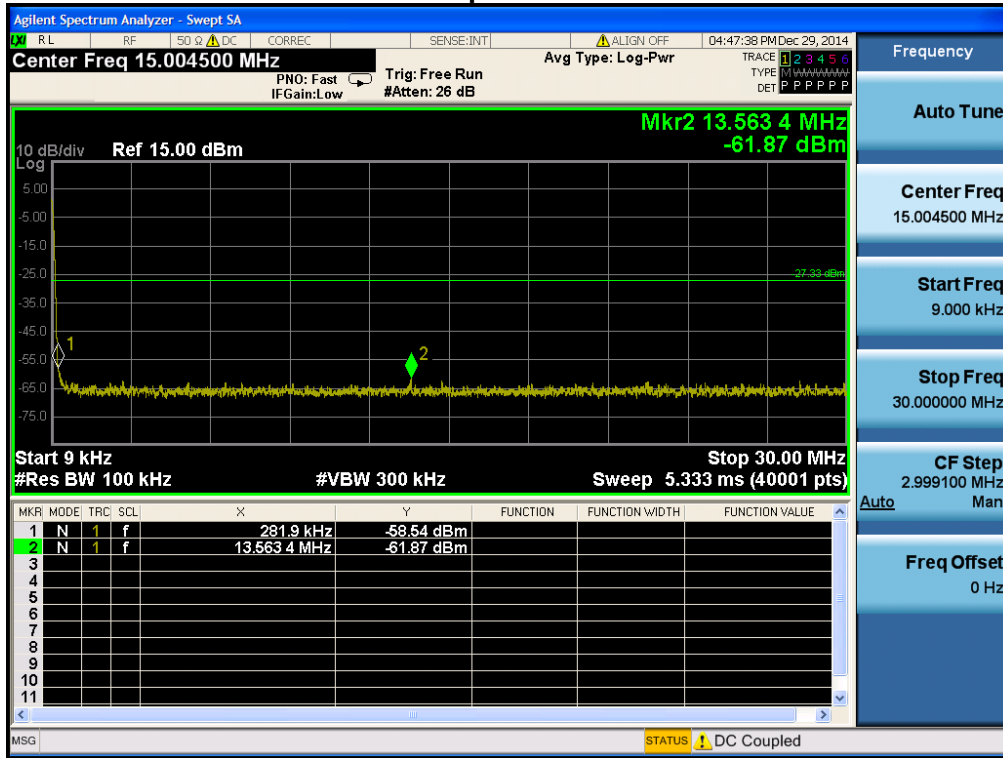 Agilent Spectrum Analyzer - Swept SA
LXI RL RF 50 Ω DC CORREC SENSE:INT ALIGN OFF 04:47:38 PM Dec 29, 2014
Center Freq 15.004500 MHz
PNO: Fast
IFGain:Low
Trig: Free Run
#Atten: 26 dB
Avg Type: Log-Pwr
TRACE 1 2 3 4 5 6
TYPE M WWWWW
DET P P P P P P
Mkr2 13.563 4 MHz
-61.87 dBm
10 dB/div Ref 15.00 dBm
Log
5.00
-5.00
-15.0
-25.0
-27.33 dBm
-35.0
-45.0
1
2
-55.0
-65.0
-75.0
Start 9 kHz Stop 30.00 MHz
#Res BW 100 kHz #VBW 300 kHz Sweep 5.333 ms (40001 pts)
MKR MODE TRC SCL X Y FUNCTION FUNCTION WIDTH FUNCTION VALUE
1 N 1 f 281.9 kHz -58.54 dBm
2 N 1 f 13.563 4 MHz -61.87 dBm
3
4
5
6
7
8
9
10
11
MSG STATUS DC Coupled
Frequency
Auto Tune
Center Freq
15.004500 MHz
Start Freq
9.000 kHz
Stop Freq
30.000000 MHz
CF Step
2.999100 MHz
Auto Man
Freq Offset
0 Hz